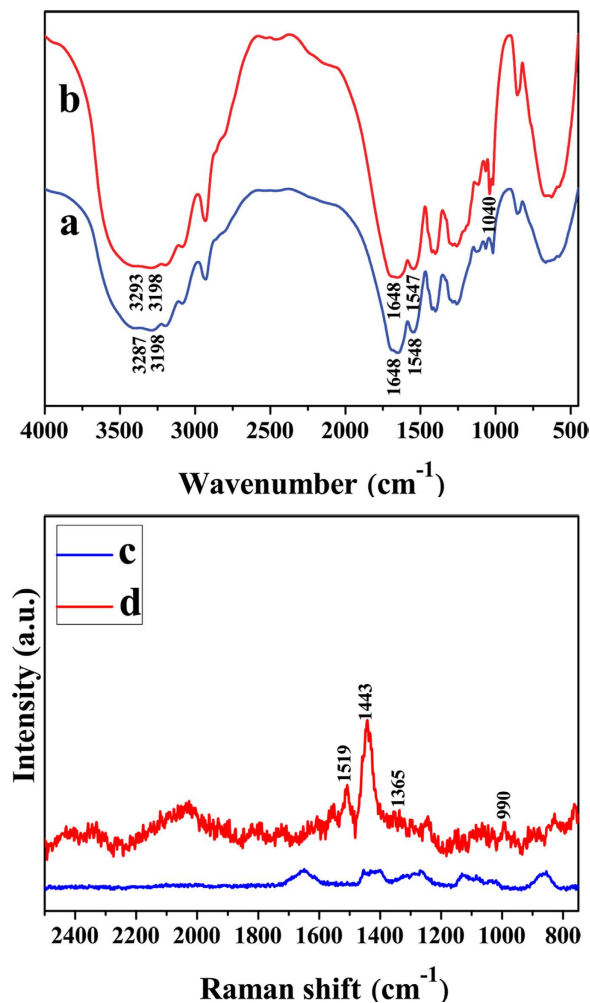 b
a
1040
3293
3198
1648
1547
3287
3198
1648
1548
4000 3500 3000 2500 2000 1500 1000 500
Wavenumber (cm-1)
c
d
Intensity (a.u.)
1519
1443
1365
990
2400 2200 2000 1800 1600 1400 1200 1000 800
Raman shift (cm-1)